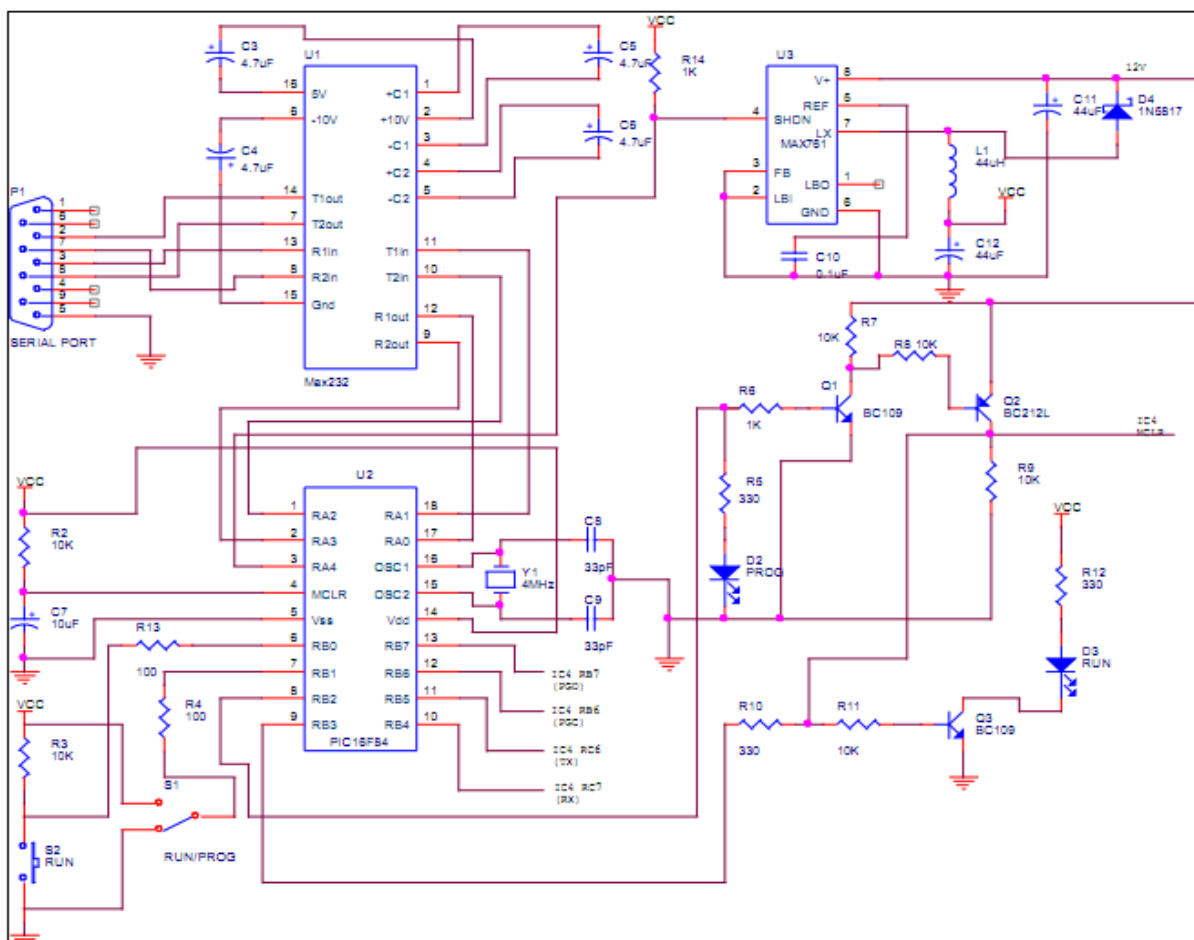 VCC
C3
4.7uF
U1
C5
4.7uF
R14
1K
U3
16
5V
+C1
1
6
-10V
+10V
2
-C1
3
+C2
4
-C2
5
C4
4.7uF
C6
4.7uF
14
T1out
7
T2out
13
R1in
8
R2in
15
Gnd
T1in
11
T2in
10
R1out
12
R2out
9
Max232
P1
1
6
2
7
3
8
4
9
5
SERIAL PORT
V+
8
REF
5
LX
7
4
SHDN
MAX761
3
FB
2
LBI
LBO
1
GND
6
12V
C11
44uF
D4
1N5817
L1
44uH
VCC
C12
44uF
C10
0.1uF
R7
10K
R8 10K
Q1
BC109
Q2
BC212L
R6
1K
IC4
MCLR
R5
330
R9
10K
D2
PROG
VCC
R12
330
D3
RUN
VCC
R2
10K
C7
10uF
U2
1
RA2
2
RA3
3
RA4
4
MCLR
5
Vss
6
RB0
7
RB1
8
RB2
9
RB3
RA1
18
RA0
17
OSC1
16
OSC2
15
Vdd
14
RB7
13
RB6
12
RB5
11
RB4
10
PIC16F84
C8
33pF
Y1
4MHz
C9
33pF
R13
100
R4
100
IC4 RB7
(PGD)
IC4 RB6
(PGC)
IC4 RC6
(TX)
IC4 RC7
(RX)
VCC
R3
10K
S1
RUN/PROG
S2
RUN
R10
330
R11
10K
Q3
BC109